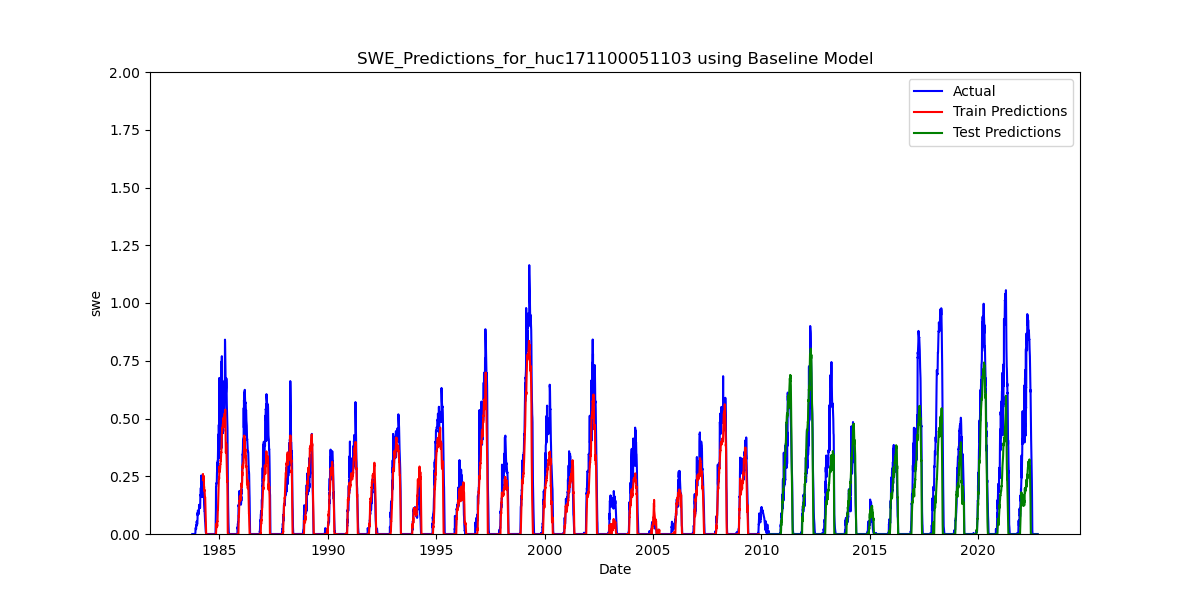 SWE_Predictions_for_huc171100051103 using Baseline Model
2.00
1.75
1.50
1.25
1.00
0.75
0.50
0.25
0.00
swe
Actual
Train Predictions
Test Predictions
1985 1990 1995 2000 2005 2010 2015 2020
Date